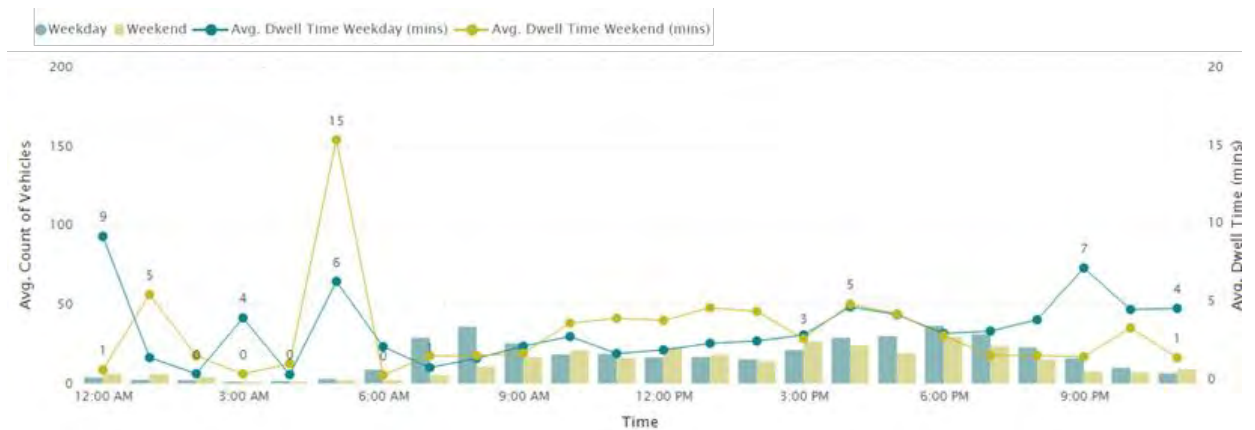 Weekday Weekend Avg. Dwell Time Weekday (mins) Avg. Dwell Time Weekend (mins)
200 20
150 15
100 10
50 5
0 0
Avg. Count of Vehicles
Avg. Dwell Time (mins)
9 1 5 0 4 0 0 15 6 0 1 3 5 7 4 1
12:00 AM 3:00 AM 6:00 AM 9:00 AM 12:00 PM 3:00 PM 6:00 PM 9:00 PM
Time